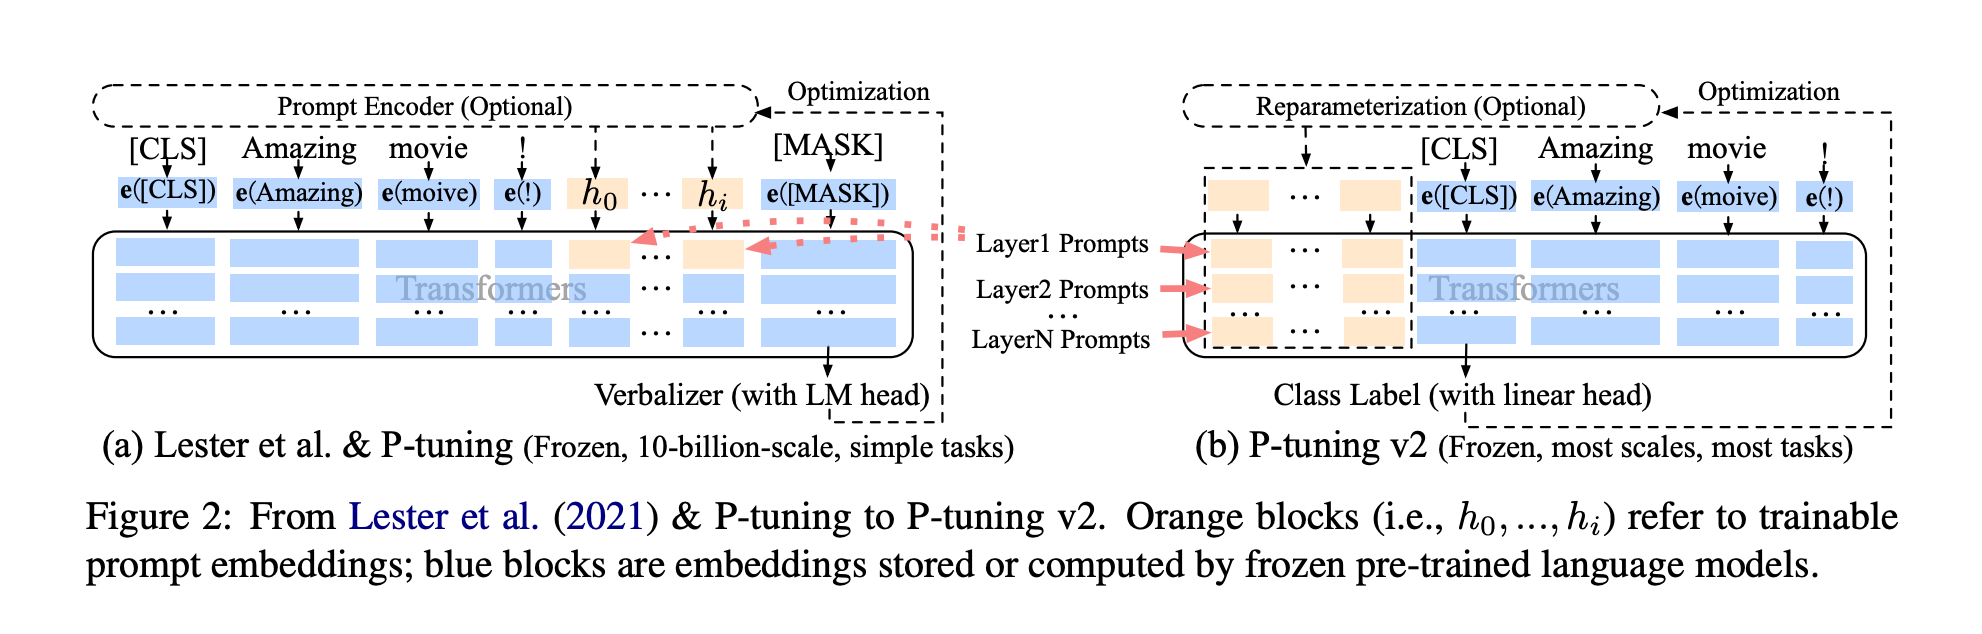 Prompt Encoder (Optional)
Optimization
[CLS] Amazing movie ! [MASK]
e([CLS]) e(Amazing) e(moive) e(!) h0 ... hi e([MASK])
...
...
Transformers
... ... ... ... ... ... ...
...
Verbalizer (with LM head)
(a) Lester et al. & P-tuning (Frozen, 10-billion-scale, simple tasks)
Layer1 Prompts
Layer2 Prompts
...
LayerN Prompts
Reparameterization (Optional)
Optimization
[CLS] Amazing movie !
... e([CLS]) e(Amazing) e(moive) e(!)
...
...
Transformers
... ... ... ... ... ...
...
Class Label (with linear head)
(b) P-tuning v2 (Frozen, most scales, most tasks)
Figure 2: From Lester et al. (2021) & P-tuning to P-tuning v2. Orange blocks (i.e., h0, ..., hi) refer to trainable
prompt embeddings; blue blocks are embeddings stored or computed by frozen pre-trained language models.